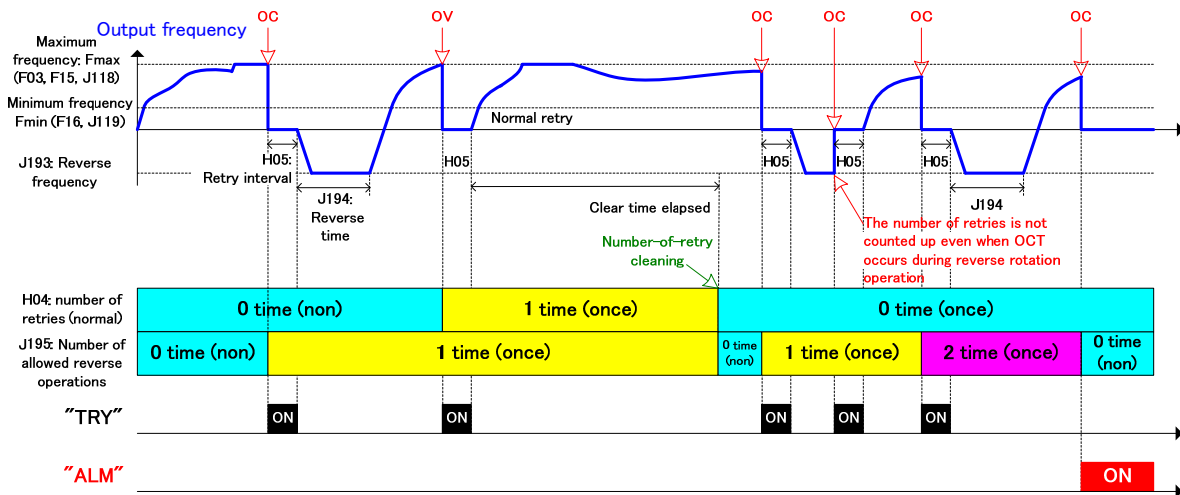 Output frequency
OC
OV
OC
OC
OC
OC
Maximum
frequency: Fmax
(F03, F15, J118)
Minimum frequency
Fmin (F16, J119)
J193: Reverse
frequency
H05:
Retry interval
J194:
Reverse
time
H05
Normal retry
Clear time elapsed
H05
H05
H05
J194
The number of retries is not
counted up even when OCT
occurs during reverse rotation
operation
Number-of-retry
cleaning
H04: number of
retries (normal)
0 time (non)
1 time (once)
0 time (once)
J195: Number of
allowed reverse
operations
0 time (non)
1 time (once)
0 time
(non)
1 time (once)
2 time (once)
0 time
(non)
"TRY"
ON
ON
ON
ON
ON
"ALM"
ON